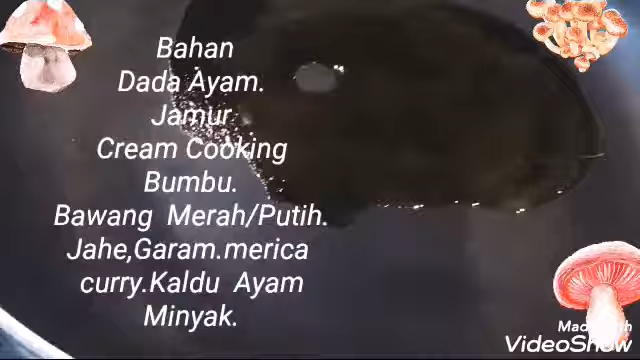 Bahan
Dada Ayam.
Jamur
Cream Cooking
Bumbu.
Bawang Merah/Putih.
Jahe,Garam.merica
curry.Kaldu Ayam
Minyak.
VideoShow